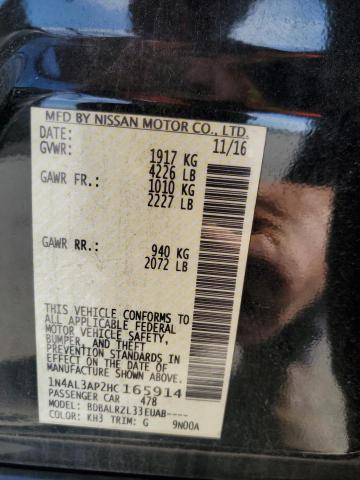 MFD BY NISSAN MOTOR CO., LTD.
DATE: 11/16
GVWR: 1917 KG
4226 LB
GAWR FR.: 1010 KG
2227 LB
GAWR RR.: 940 KG
2072 LB
THIS VEHICLE CONFORMS TO
ALL APPLICABLE FEDERAL
MOTOR VEHICLE SAFETY,
BUMPER, AND THEFT
PREVENTION STANDARDS IN
EFFECT ON THE DATE OF
MANUFACTURE SHOWN ABOVE.
1N4AL3AP2HC165914
PASSENGER CAR 478
MODEL: BDBALRZL33EUAB----
COLOR: KH3 TRIM: G 9N00A